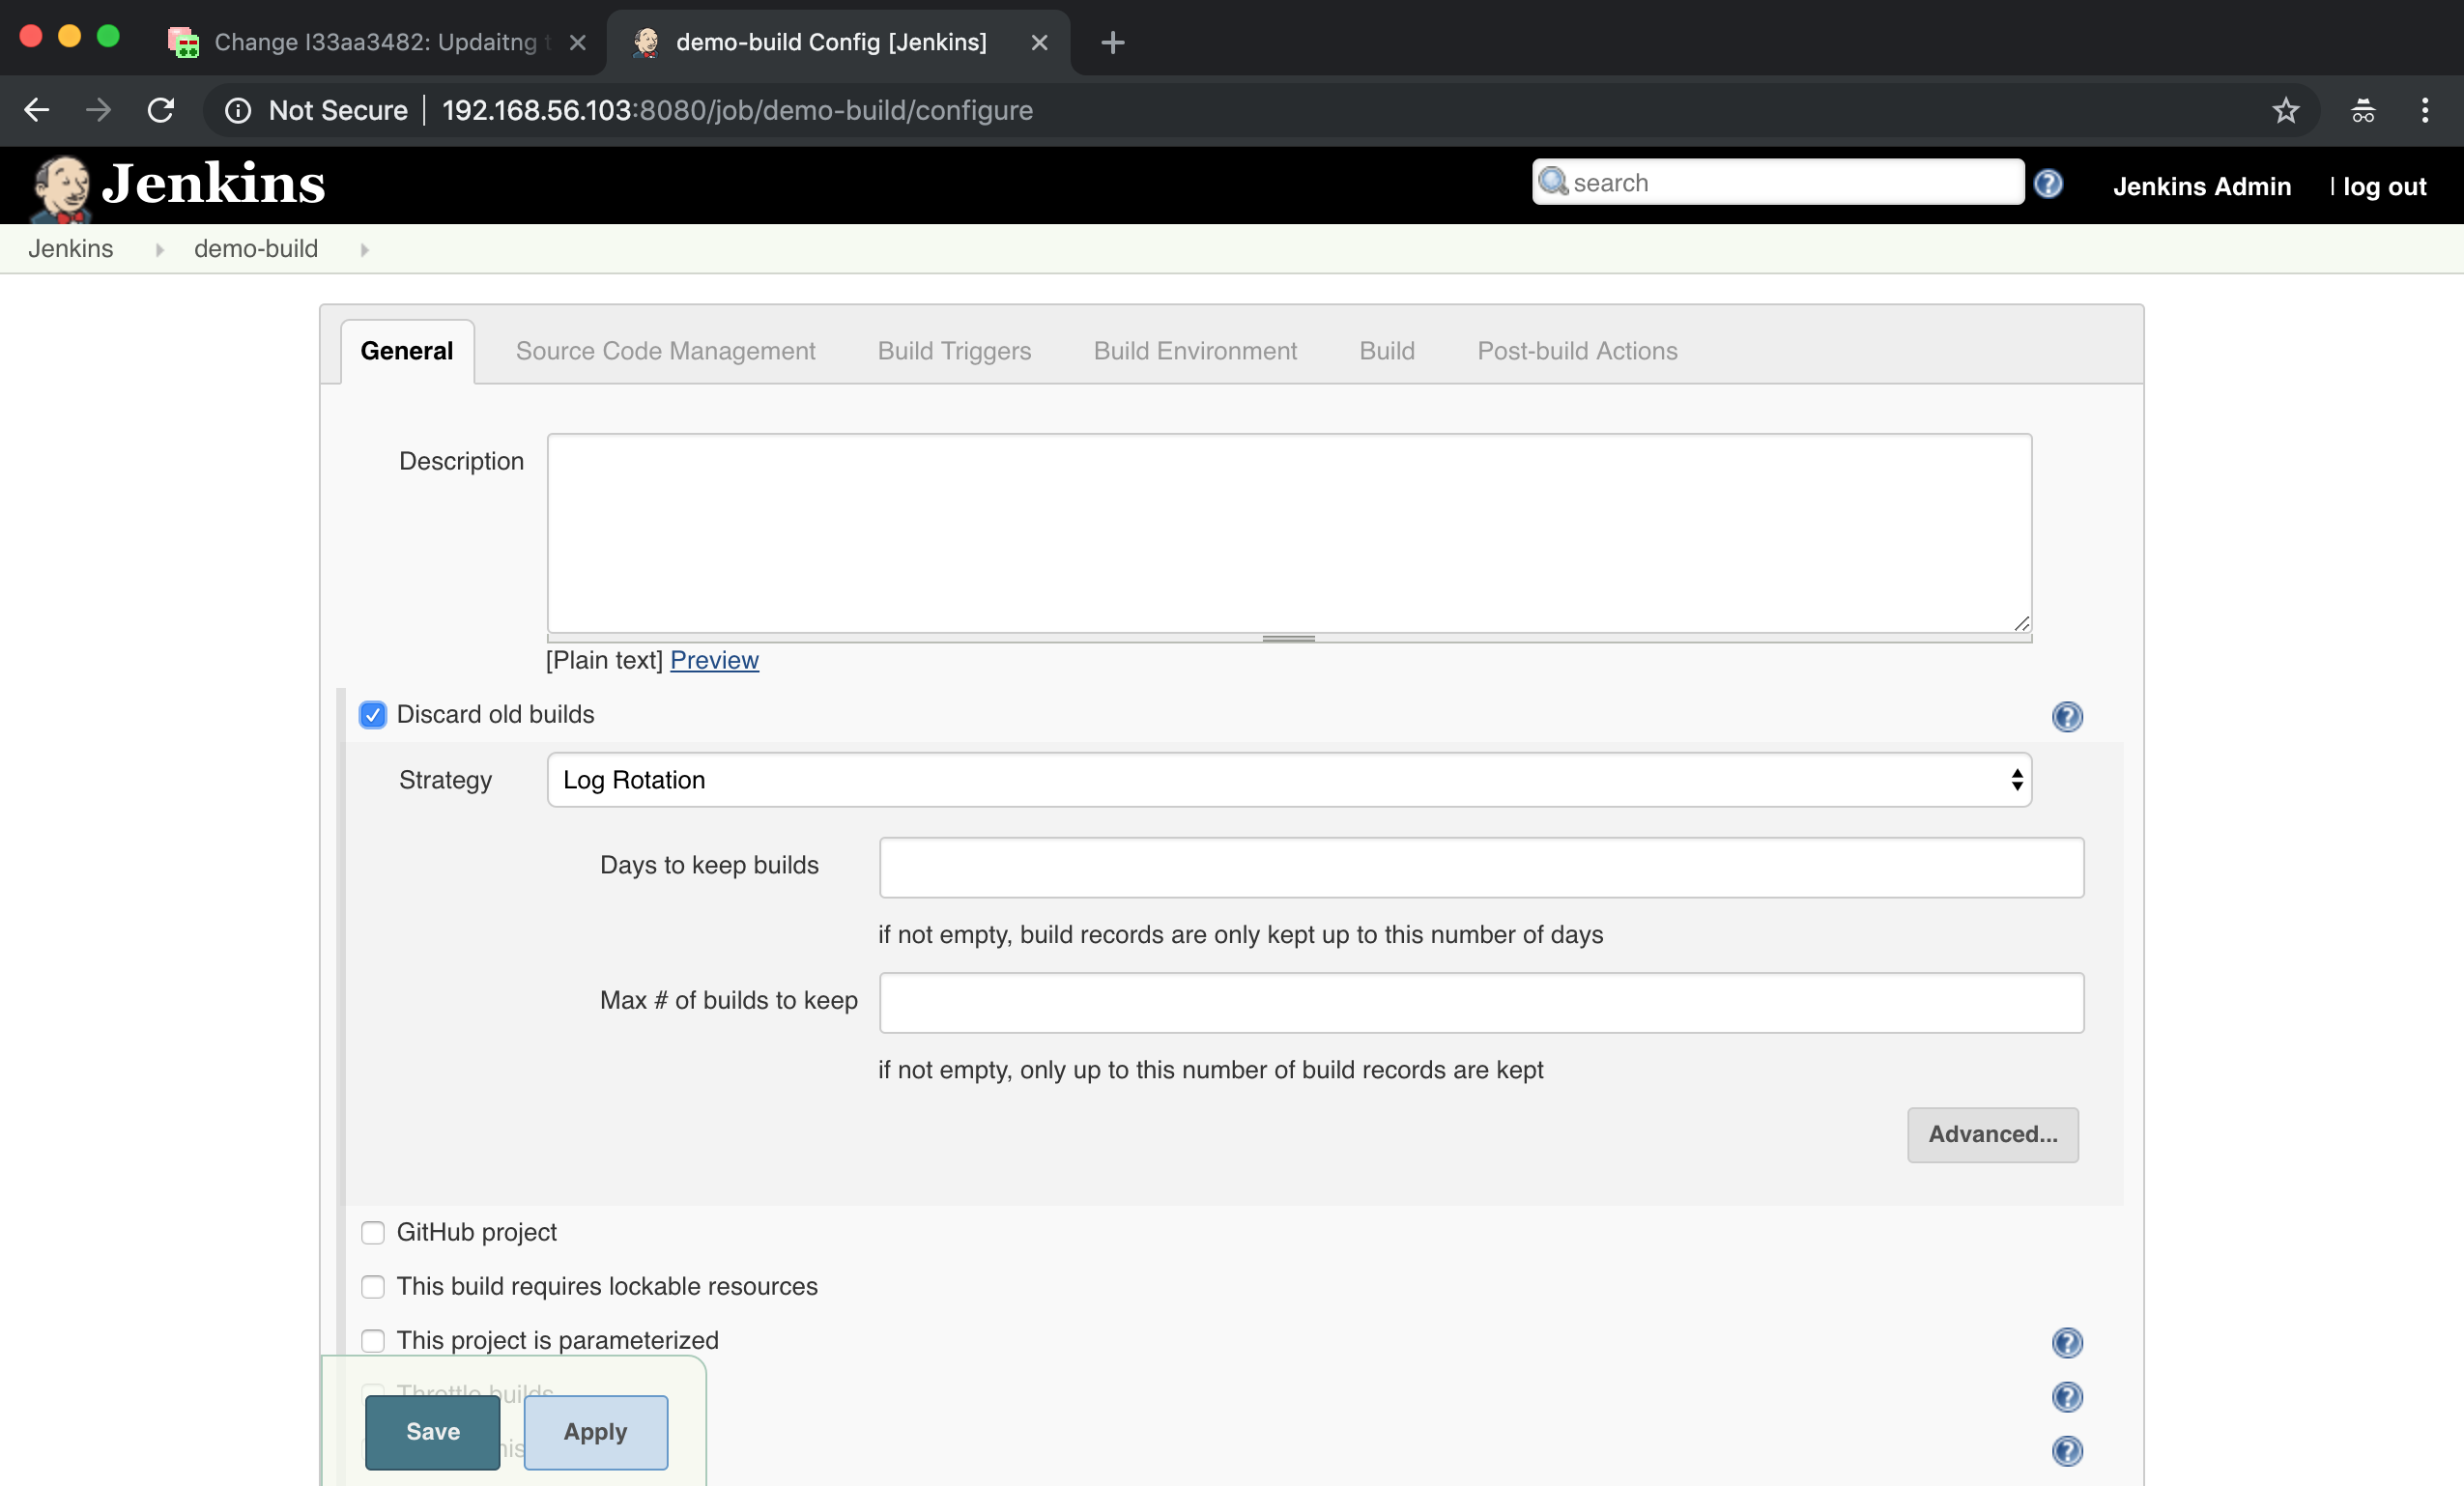 Change I33aa3482: Updaitng t
demo-build Config [Jenkins]
Not Secure | 192.168.56.103:8080/job/demo-build/configure
Jenkins
search
Jenkins Admin
| log out
Jenkins
demo-build
General
Source Code Management
Build Triggers
Build Environment
Build
Post-build Actions
Description
[Plain text] Preview
Discard old builds
Strategy
Log Rotation
Days to keep builds
if not empty, build records are only kept up to this number of days
Max # of builds to keep
if not empty, only up to this number of build records are kept
Advanced...
GitHub project
This build requires lockable resources
This project is parameterized
Throttle builds
Save
Apply